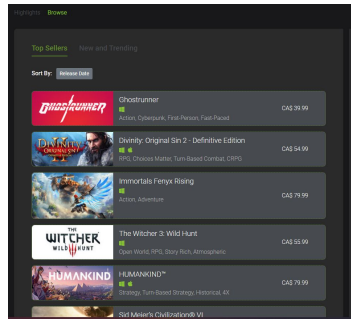 Highlights Browse
Top Sellers New and Trending
Sort By: Release Date
GHOSTRUNNER
Ghostrunner
CA$ 39.99
Action, Cyberpunk, First-Person, Fast-Paced
DIVINITY
ORIGINAL SIN
II
Divinity: Original Sin 2 - Definitive Edition
CA$ 54.99
RPG, Choices Matter, Turn-Based Combat, CRPG
Immortals Fenyx Rising
CA$ 79.99
Action, Adventure
THE
WITCHER
WILD HUNT
The Witcher 3: Wild Hunt
CA$ 55.99
Open World, RPG, Story Rich, Atmospheric
HUMANKIND
HUMANKIND™
CA$ 79.99
Strategy, Turn-Based Strategy, Historical, 4X
Sid Meier's Civilization® VI